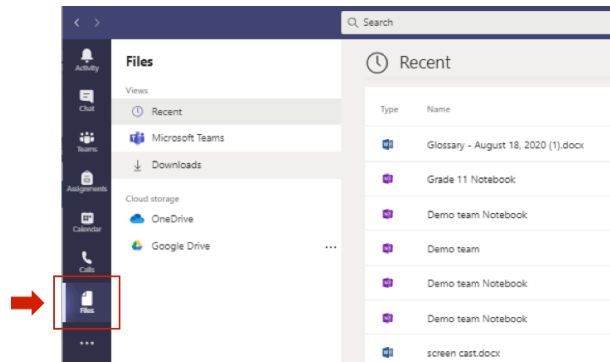 Search
Activity
Chat
Teams
Assignments
Calendar
Calls
Files
Files
Views
Recent
Microsoft Teams
Downloads
Cloud storage
OneDrive
Google Drive
Recent
Type Name
Glossary - August 18, 2020 (1).docx
Grade 11 Notebook
Demo team Notebook
Demo team
Demo team Notebook
Demo team Notebook
screen cast.docx